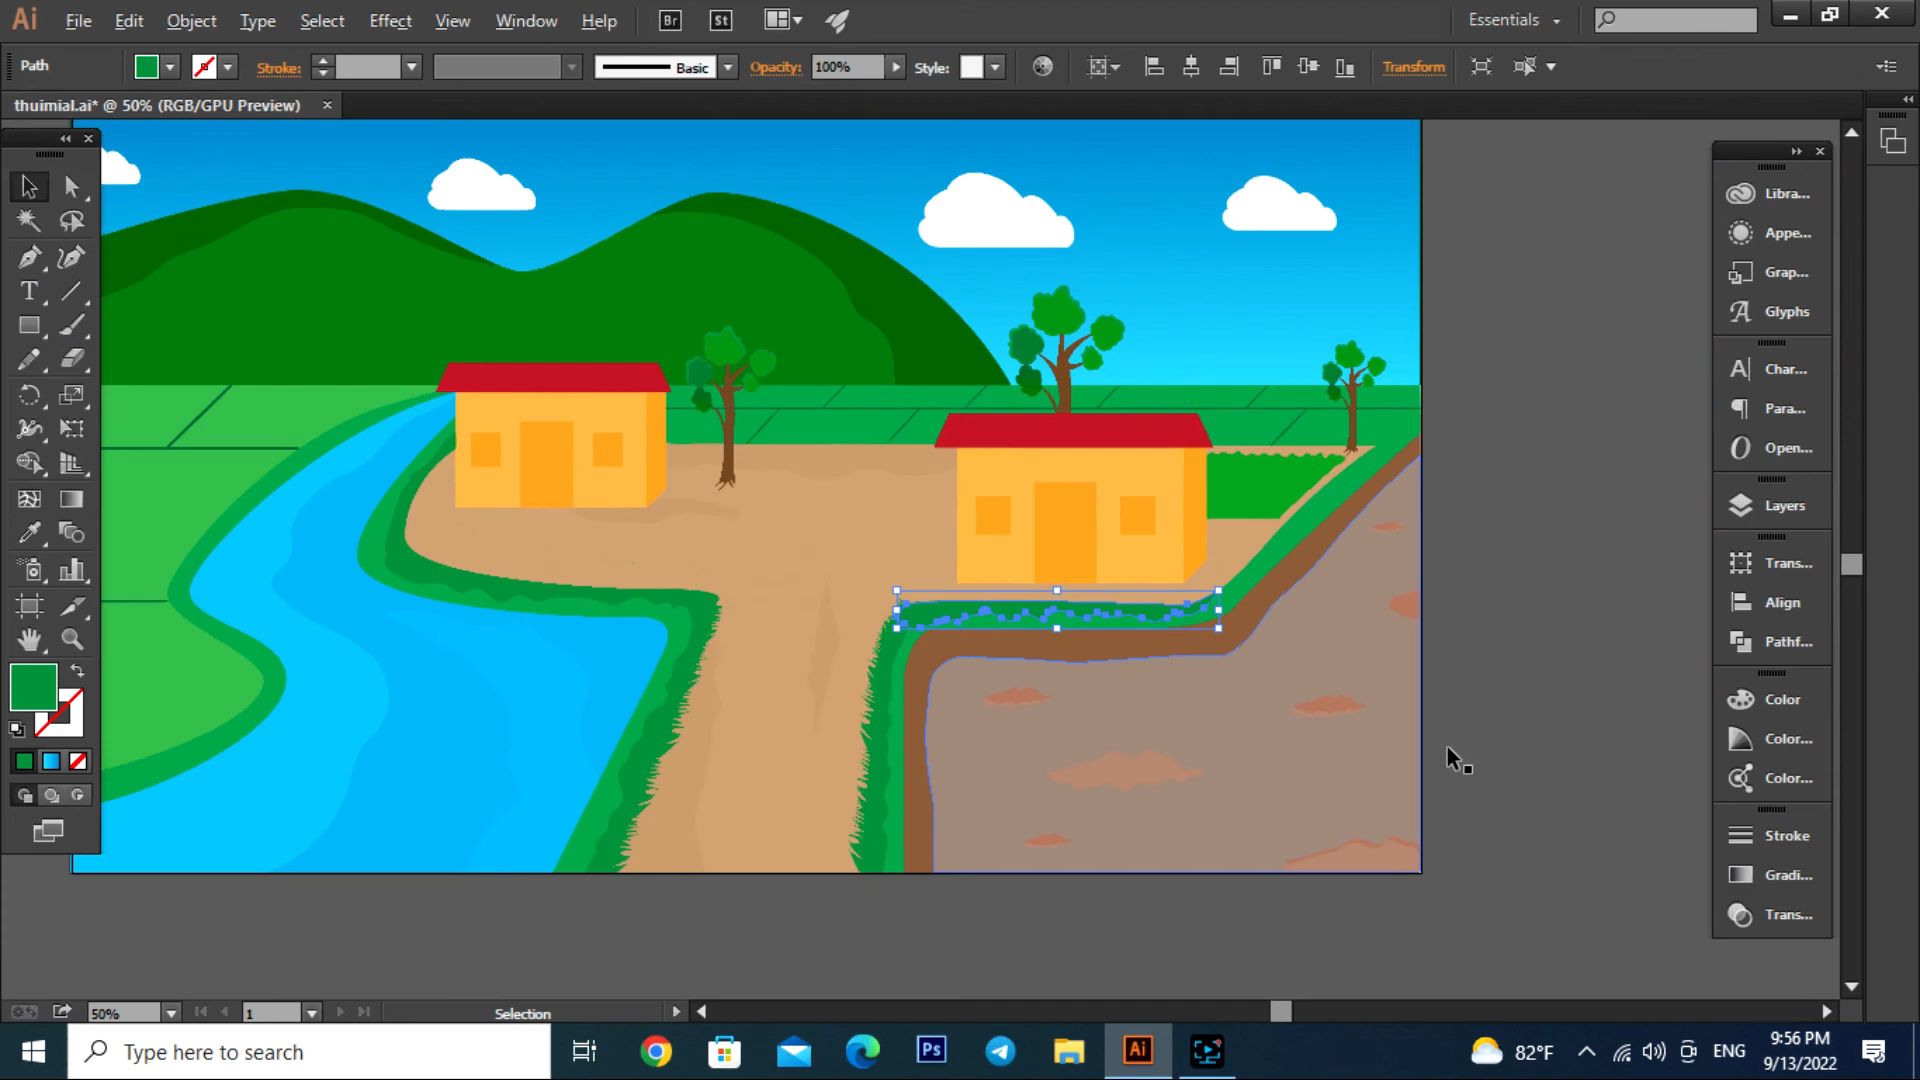 Ai File Edit Object Type Select Effect View Window Help Br St Essentials
Path Stroke: Basic Opacity: 100% Style: Transform
thuimial.ai* @ 50% (RGB/GPU Preview)
T
Libra...
Appe...
Grap...
A Glyphs
A Char...
Para...
O Open...
Layers
Trans...
Align
Pathf...
Color
Color...
Color...
Stroke
Gradi...
Trans...
50% 1 Selection
Type here to search Ps Ai 82°F ENG 9:56 PM
9/13/2022